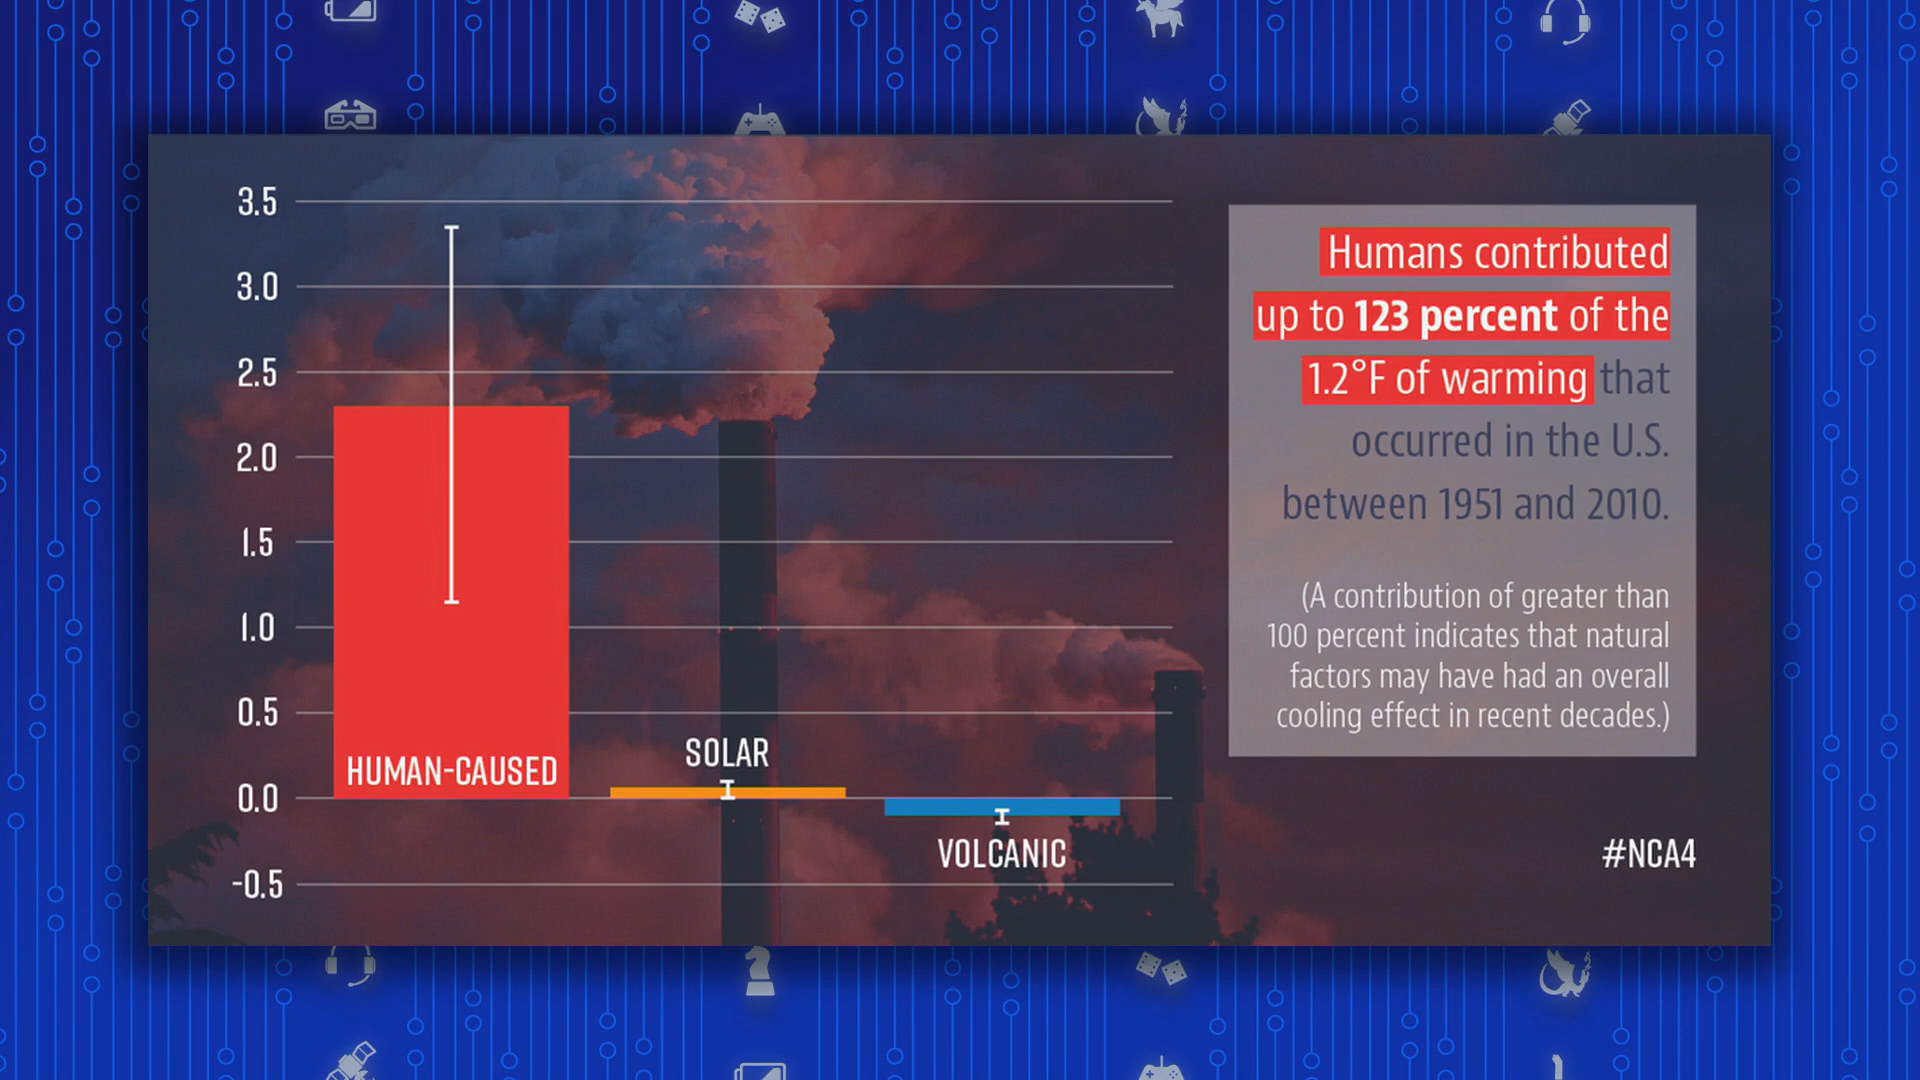 3.5
3.0
2.5
2.0
1.5
1.0
0.5
0.0
-0.5
HUMAN-CAUSED
SOLAR
VOLCANIC
Humans contributed
up to 123 percent of the
1.2°F of warming that
occurred in the U.S.
between 1951 and 2010.
(A contribution of greater than
100 percent indicates that natural
factors may have had an overall
cooling effect in recent decades.)
#NCA4